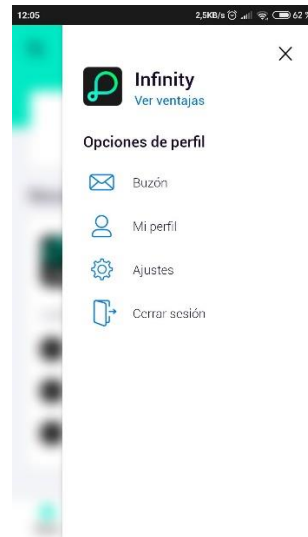 12:05
2,5KB/s 62 %
Infinity
Ver ventajas
Opciones de perfil
Buzón
Mi perfil
Ajustes
Cerrar sesión